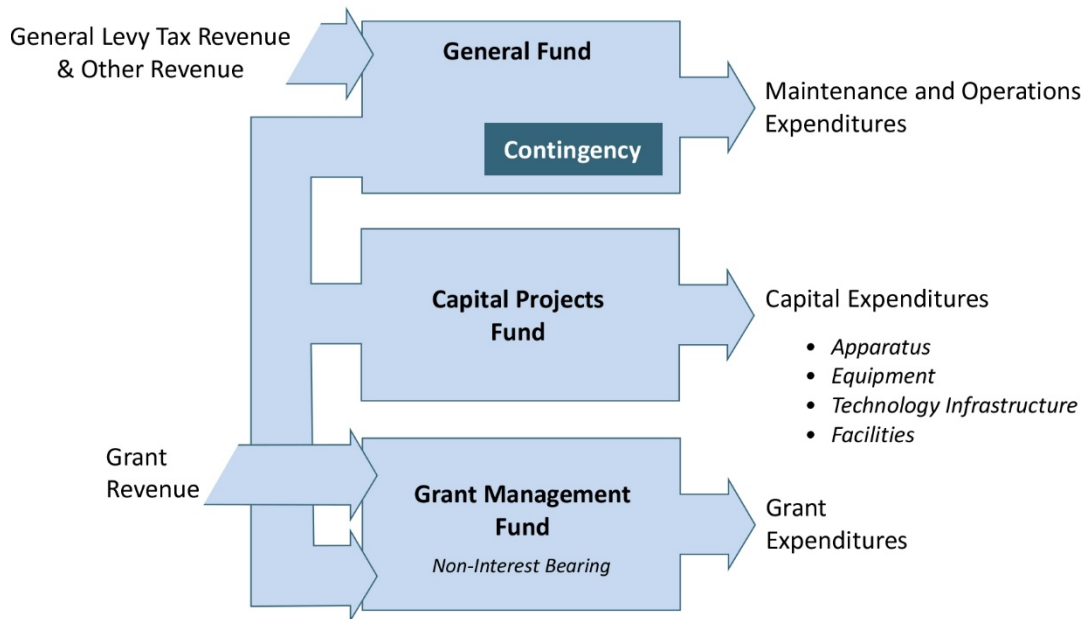 General Levy Tax Revenue
& Other Revenue
General Fund
Contingency
Maintenance and Operations
Expenditures
Capital Projects
Fund
Capital Expenditures
• Apparatus
• Equipment
• Technology Infrastructure
• Facilities
Grant
Revenue
Grant Management
Fund
Non-Interest Bearing
Grant
Expenditures